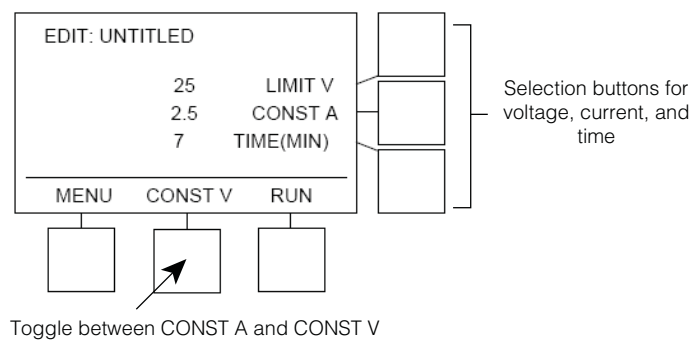 EDIT: UNTITLED
25 LIMIT V
2.5 CONST A
7 TIME(MIN)
Selection buttons for
voltage, current, and
time
MENU CONST V RUN
Toggle between CONST A and CONST V